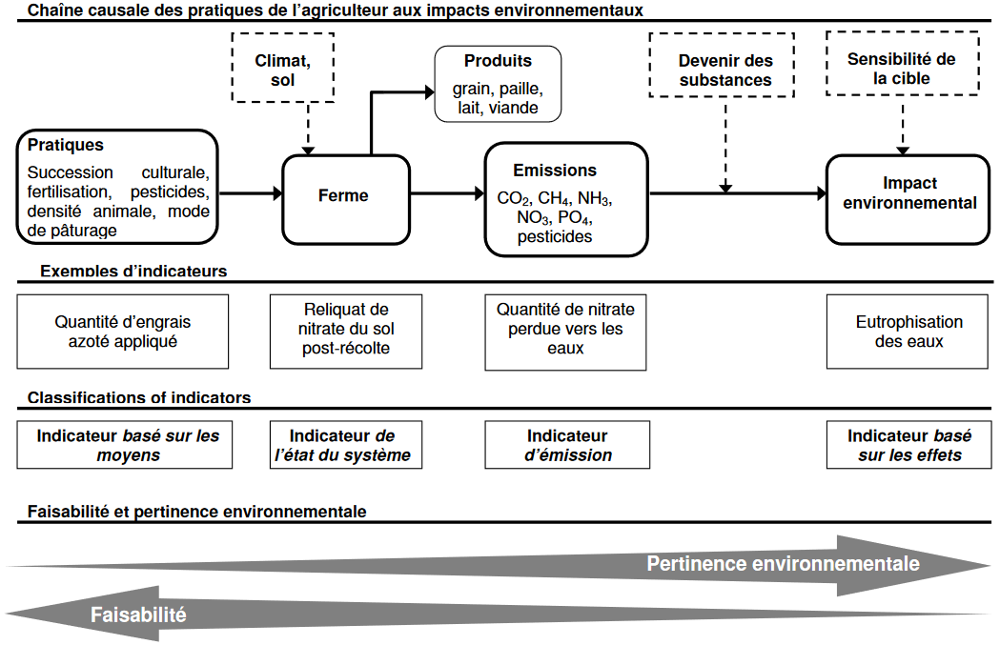 Chaîne causale des pratiques de l'agriculteur aux impacts environnementaux
Climat,
sol
Produits
grain, paille,
lait, viande
Devenir des
substances
Sensibilité de
la cible
Pratiques
Succession culturale,
fertilisation, pesticides,
densité animale, mode
de pâturage
Ferme
Emissions
CO2, CH4, NH3,
NO3, PO4,
pesticides
Impact
environnemental
Exemples d'indicateurs
Quantité d'engrais
azoté appliqué
Reliquat de
nitrate du sol
post-récolte
Quantité de nitrate
perdue vers les
eaux
Eutrophisation
des eaux
Classifications of indicators
Indicateur basé sur les
moyens
Indicateur de
l'état du système
Indicateur
d'émission
Indicateur basé
sur les effets
Faisabilité et pertinence environnementale
Pertinence environnementale
Faisabilité